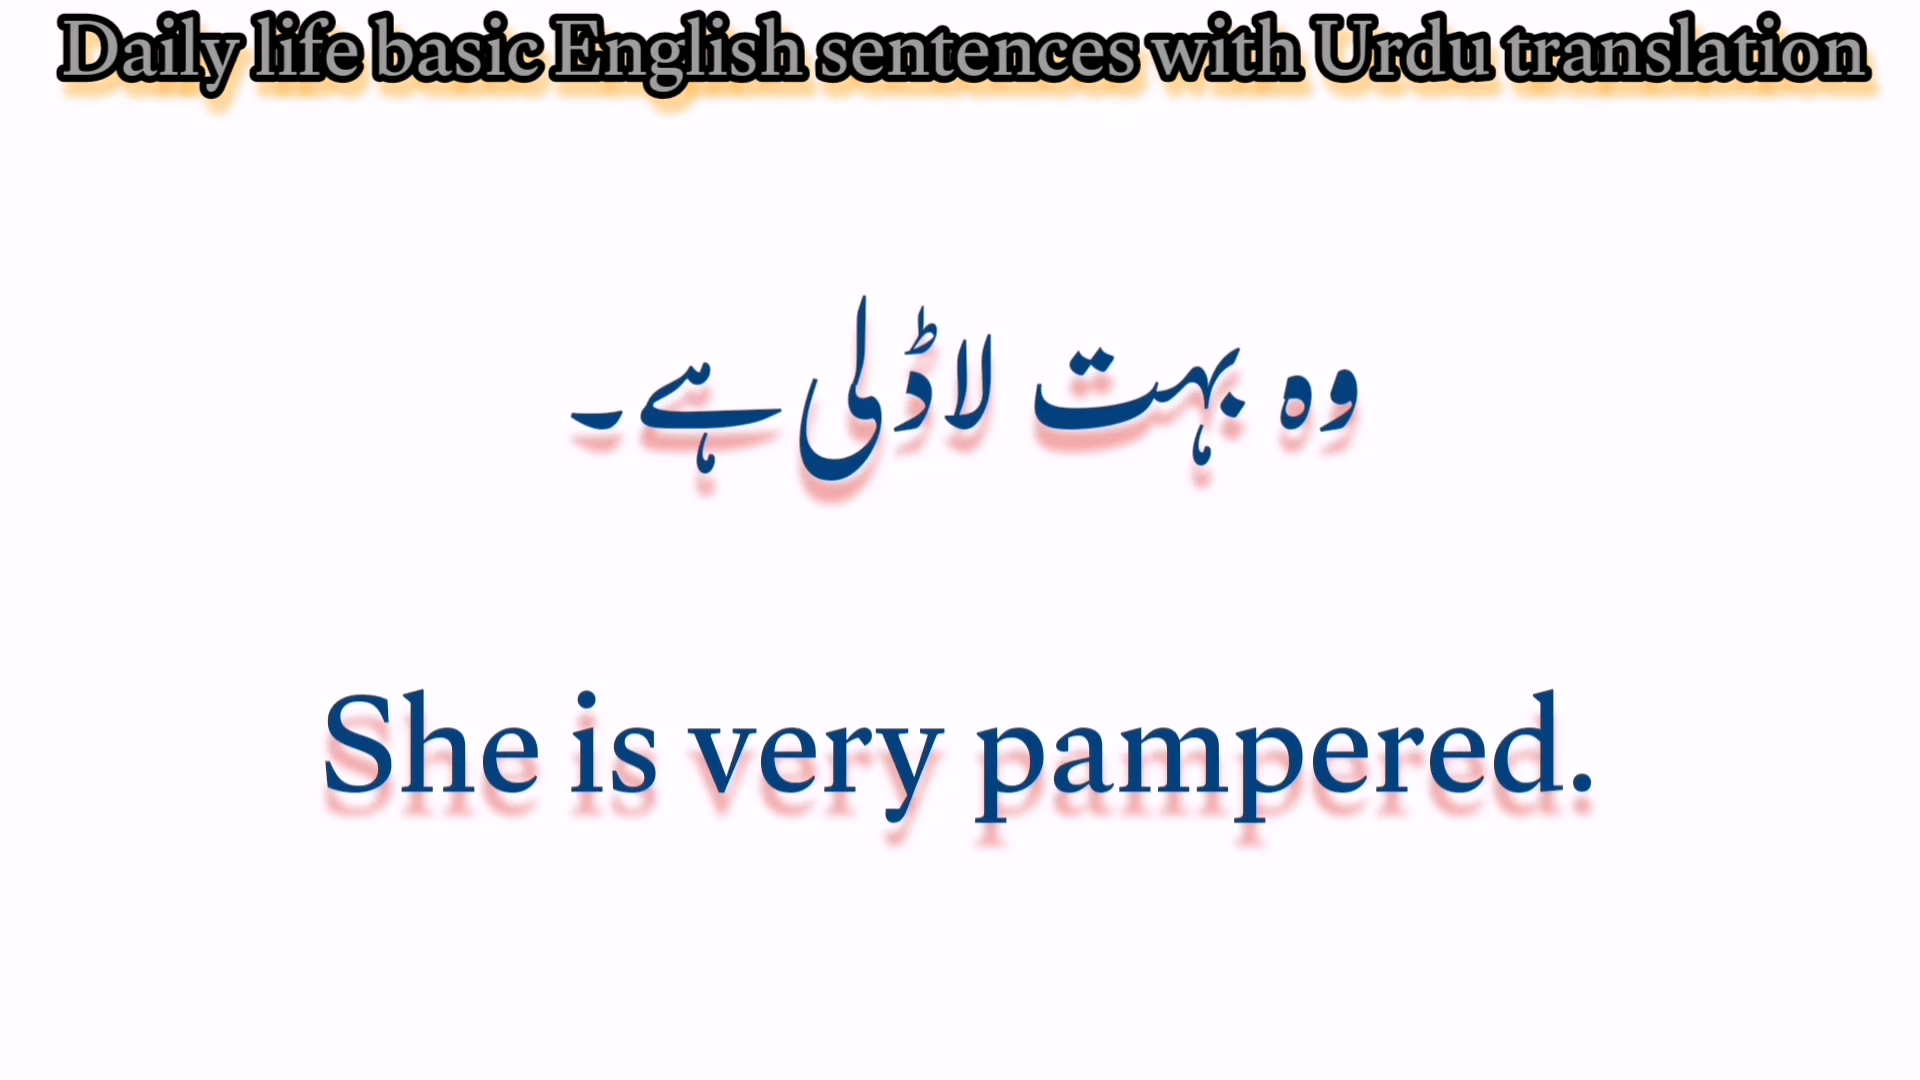 Daily life basic English sentences with Urdu translation
وہ بہت لاڈلی ہے۔
She is very pampered.